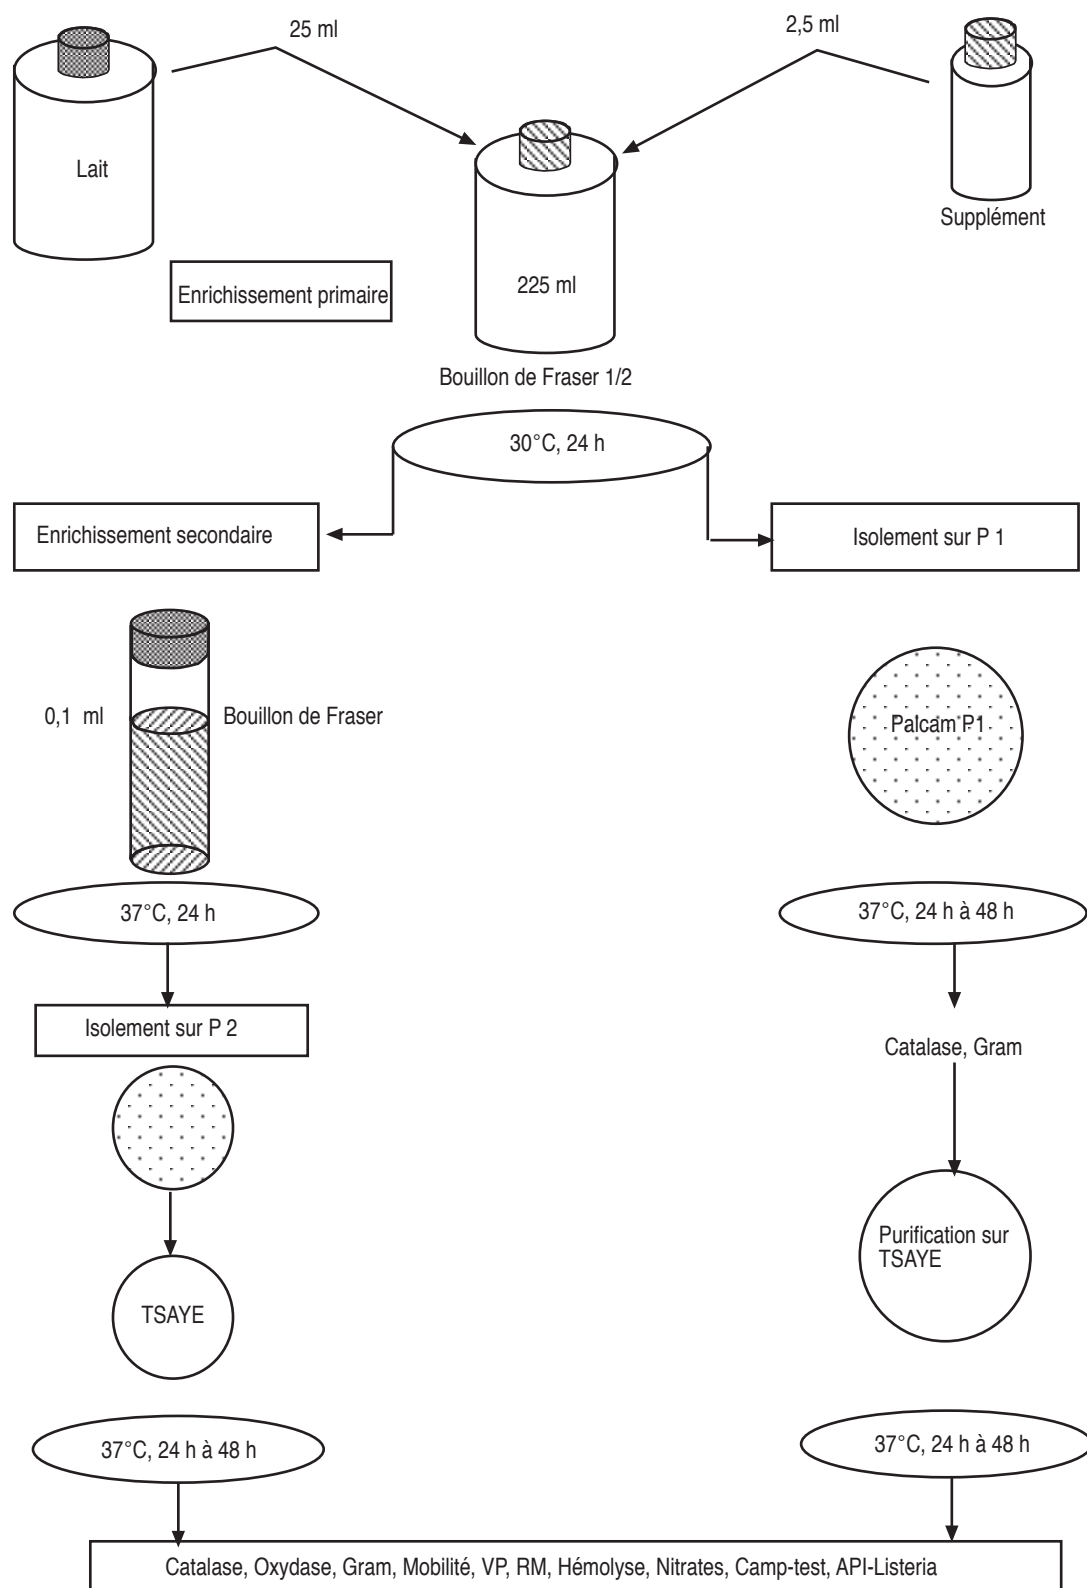 25 ml
2,5 ml
Lait
Supplément
Enrichissement primaire
225 ml
Bouillon de Fraser 1/2
30°C, 24 h
Enrichissement secondaire
Isolement sur P 1
0,1 ml
Bouillon de Fraser
Palcam P1
37°C, 24 h
37°C, 24 h à 48 h
Isolement sur P 2
Catalase, Gram
Purification sur
TSAYE
TSAYE
37°C, 24 h à 48 h
37°C, 24 h à 48 h
Catalase, Oxydase, Gram, Mobilité, VP, RM, Hémolyse, Nitrates, Camp-test, API-Listeria